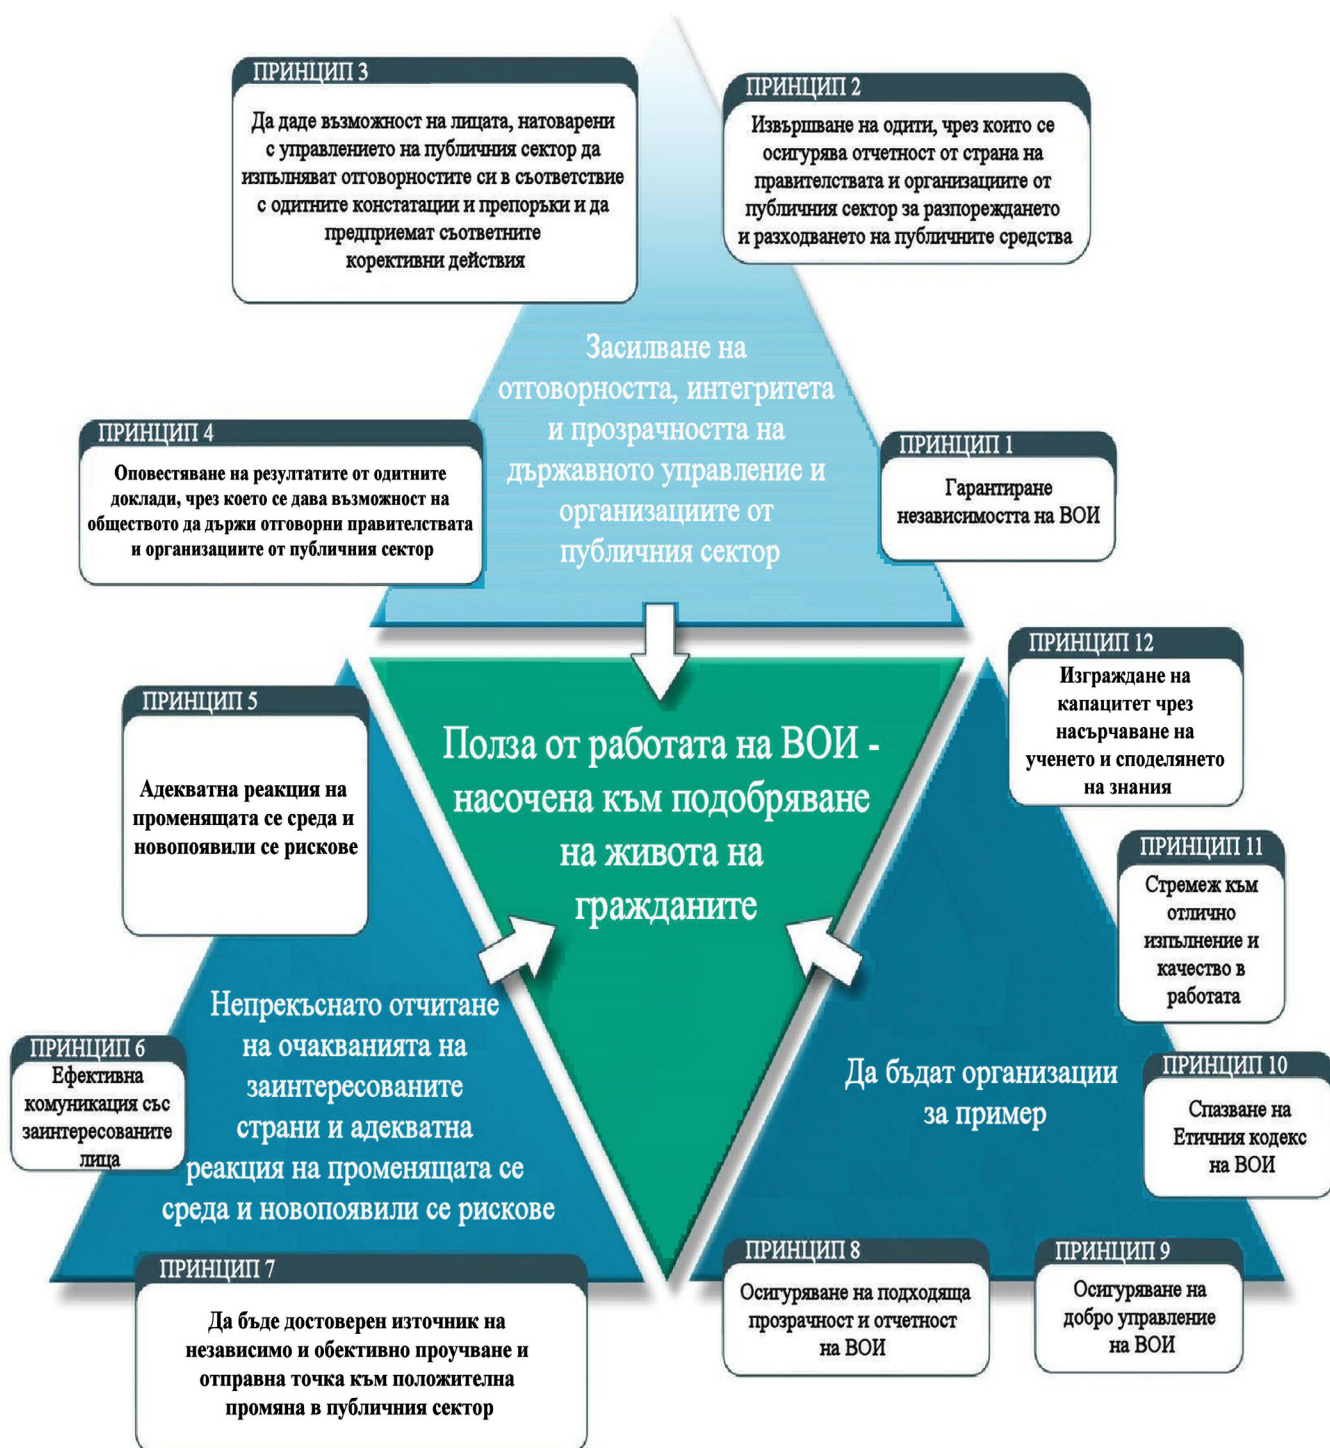 ПРИНЦИП 3
Да даде възможност на лицата, натоварени
с управлението на публичния сектор да
изпълняват отговорностите си в съответствие
с одитните констатации и препоръки и да
предприемат съответните
корективни действия
ПРИНЦИП 2
Извършване на одити, чрез които се
осигурява отчетност от страна на
правителствата и организациите от
публичния сектор за разпореждането
и разходването на публичните средства
Засилване на
отговорността, интегритета
и прозрачността на
държавното управление и
организациите от
публичния сектор
ПРИНЦИП 4
Оповестяване на резултатите от одитните
доклади, чрез което се дава възможност на
обществото да държи отговорни правителствата
и организациите от публичния сектор
ПРИНЦИП 1
Гарантиране
независимостта на ВОИ
ПРИНЦИП 12
Изграждане на
капацитет чрез
насърчаване на
ученето и споделянето
на знания
ПРИНЦИП 5
Адекватна реакция на
променящата се среда и
новопоявили се рискове
Полза от работата на ВОИ -
насочена към подобряване
на живота на
гражданите
ПРИНЦИП 11
Стремеж към
отлично
изпълнение и
качество в
работата
Непрекъснато отчитане
на очакванията на
заинтересованите
страни и адекватна
реакция на променящата се
среда и новопоявили се рискове
ПРИНЦИП 6
Ефективна
комуникация със
заинтересованите
лица
Да бъдат организации
за пример
ПРИНЦИП 10
Спазване на
Етичния кодекс
на ВОИ
ПРИНЦИП 7
Да бъде достоверен източник на
независимо и обективно проучване и
отправна точка към положителна
промяна в публичния сектор
ПРИНЦИП 8
Осигуряване на подходяща
прозрачност и отчетност
на ВОИ
ПРИНЦИП 9
Осигуряване на
добро управление
на ВОИ